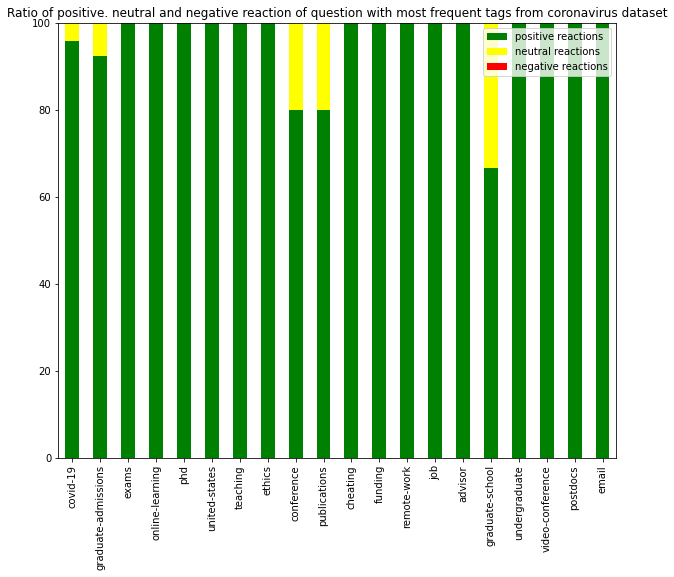 Ratio of positive. neutral and negative reaction of question with most frequent tags from coronavirus dataset
positive reactions
neutral reactions
negative reactions
100
80
60
40
20
0
covid-19
graduate-admissions
exams
online-learning
phd
united-states
teaching
ethics
conference
publications
cheating
funding
remote-work
job
advisor
graduate-school
undergraduate
video-conference
postdocs
email